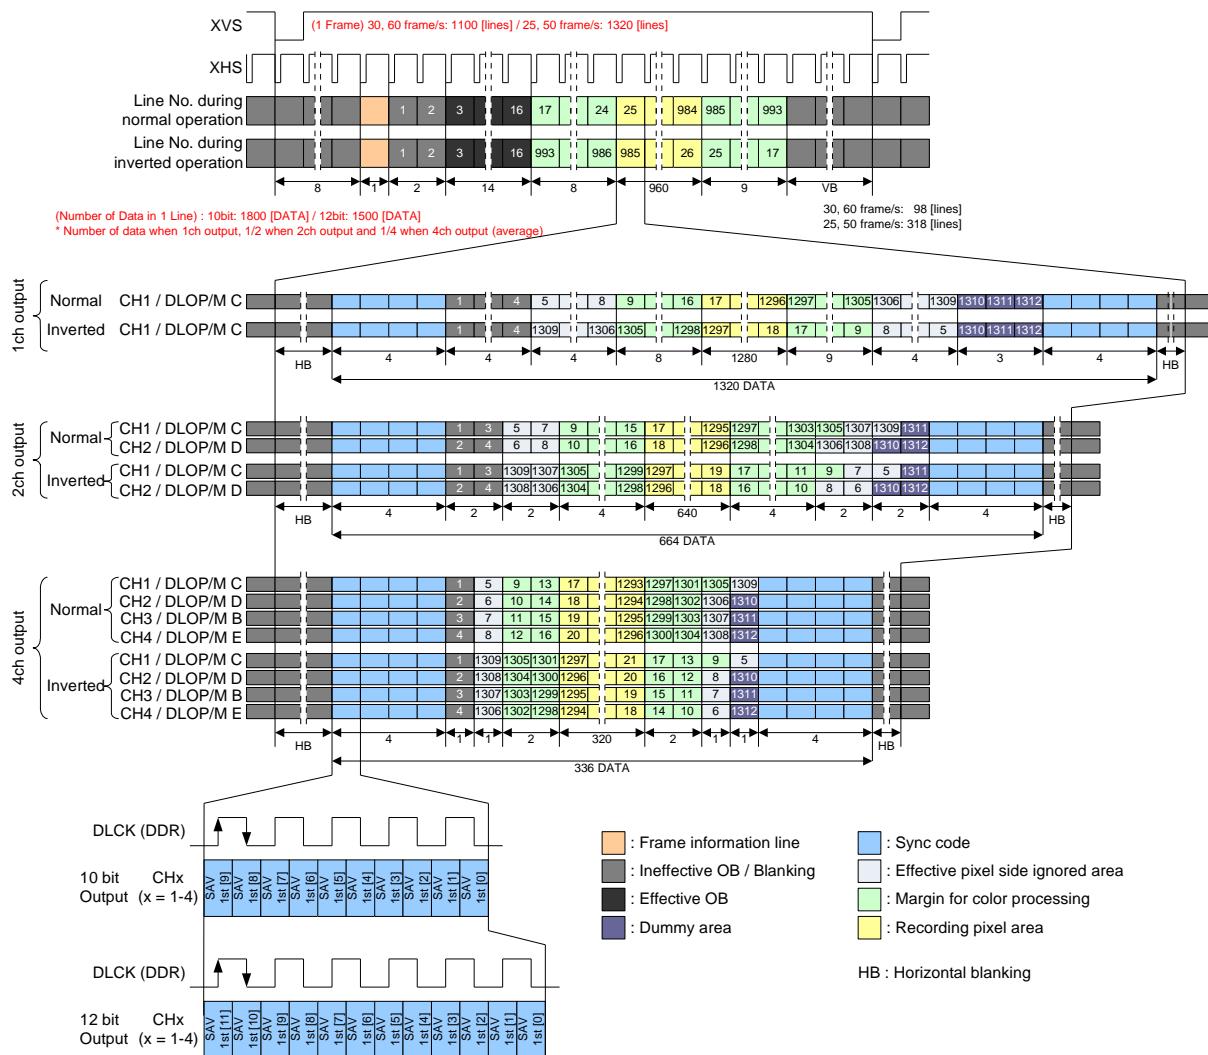 XVS
(1 Frame) 30, 60 frame/s: 1100 [lines] / 25, 50 frame/s: 1320 [lines]
XHS
Line No. during normal operation
1 2 3 16 17 24 25 984 985 993
Line No. during inverted operation
1 2 3 16 993 986 985 26 25 17
8 1 2 14 8 960 9 VB
30, 60 frame/s: 98 [lines]
25, 50 frame/s: 318 [lines]
(Number of Data in 1 Line) : 10bit: 1800 [DATA] / 12bit: 1500 [DATA]
* Number of data when 1ch output, 1/2 when 2ch output and 1/4 when 4ch output (average)
1ch output
Normal CH1 / DLOP/M C 1 4 5 8 9 16 17 1296 1297 1305 1306 1309 1310 1311 1312
Inverted CH1 / DLOP/M C 1 4 1309 1306 1305 1298 1297 18 17 9 8 5 1310 1311 1312
HB 4 4 4 8 1280 9 4 3 4 HB
1320 DATA
2ch output
Normal
CH1 / DLOP/M C 1 3 5 7 9 15 17 1295 1297 1303 1305 1307 1309 1311
CH2 / DLOP/M D 2 4 6 8 10 16 18 1296 1298 1304 1306 1308 1310 1312
Inverted
CH1 / DLOP/M C 1 3 1309 1307 1305 1299 1297 19 17 11 9 7 5 1311
CH2 / DLOP/M D 2 4 1308 1306 1304 1298 1296 18 16 10 8 6 1310 1312
HB 4 2 2 4 640 4 2 2 4 HB
664 DATA
4ch output
Normal
CH1 / DLOP/M C 1 5 9 13 17 1293 1297 1301 1305 1309
CH2 / DLOP/M D 2 6 10 14 18 1294 1298 1302 1306 1310
CH3 / DLOP/M B 3 7 11 15 19 1295 1299 1303 1307 1311
CH4 / DLOP/M E 4 8 12 16 20 1296 1300 1304 1308 1312
Inverted
CH1 / DLOP/M C 1 1309 1305 1301 1297 21 17 13 9 5
CH2 / DLOP/M D 2 1308 1304 1300 1296 20 16 12 8 1310
CH3 / DLOP/M B 3 1307 1303 1299 1295 19 15 11 7 1311
CH4 / DLOP/M E 4 1306 1302 1298 1294 18 14 10 6 1312
HB 4 1 1 2 320 2 1 1 4 HB
336 DATA
DLCK (DDR)
10 bit Output CHx (x = 1-4)
SAV 1st [9] SAV 1st [8] SAV 1st [7] SAV 1st [6] SAV 1st [5] SAV 1st [4] SAV 1st [3] SAV 1st [2] SAV 1st [1] SAV 1st [0]
DLCK (DDR)
12 bit Output CHx (x = 1-4)
SAV 1st [11] SAV 1st [10] SAV 1st [9] SAV 1st [8] SAV 1st [7] SAV 1st [6] SAV 1st [5] SAV 1st [4] SAV 1st [3] SAV 1st [2] SAV 1st [1] SAV 1st [0]
: Frame information line
: Ineffective OB / Blanking
: Effective OB
: Dummy area
: Sync code
: Effective pixel side ignored area
: Margin for color processing
: Recording pixel area
HB : Horizontal blanking